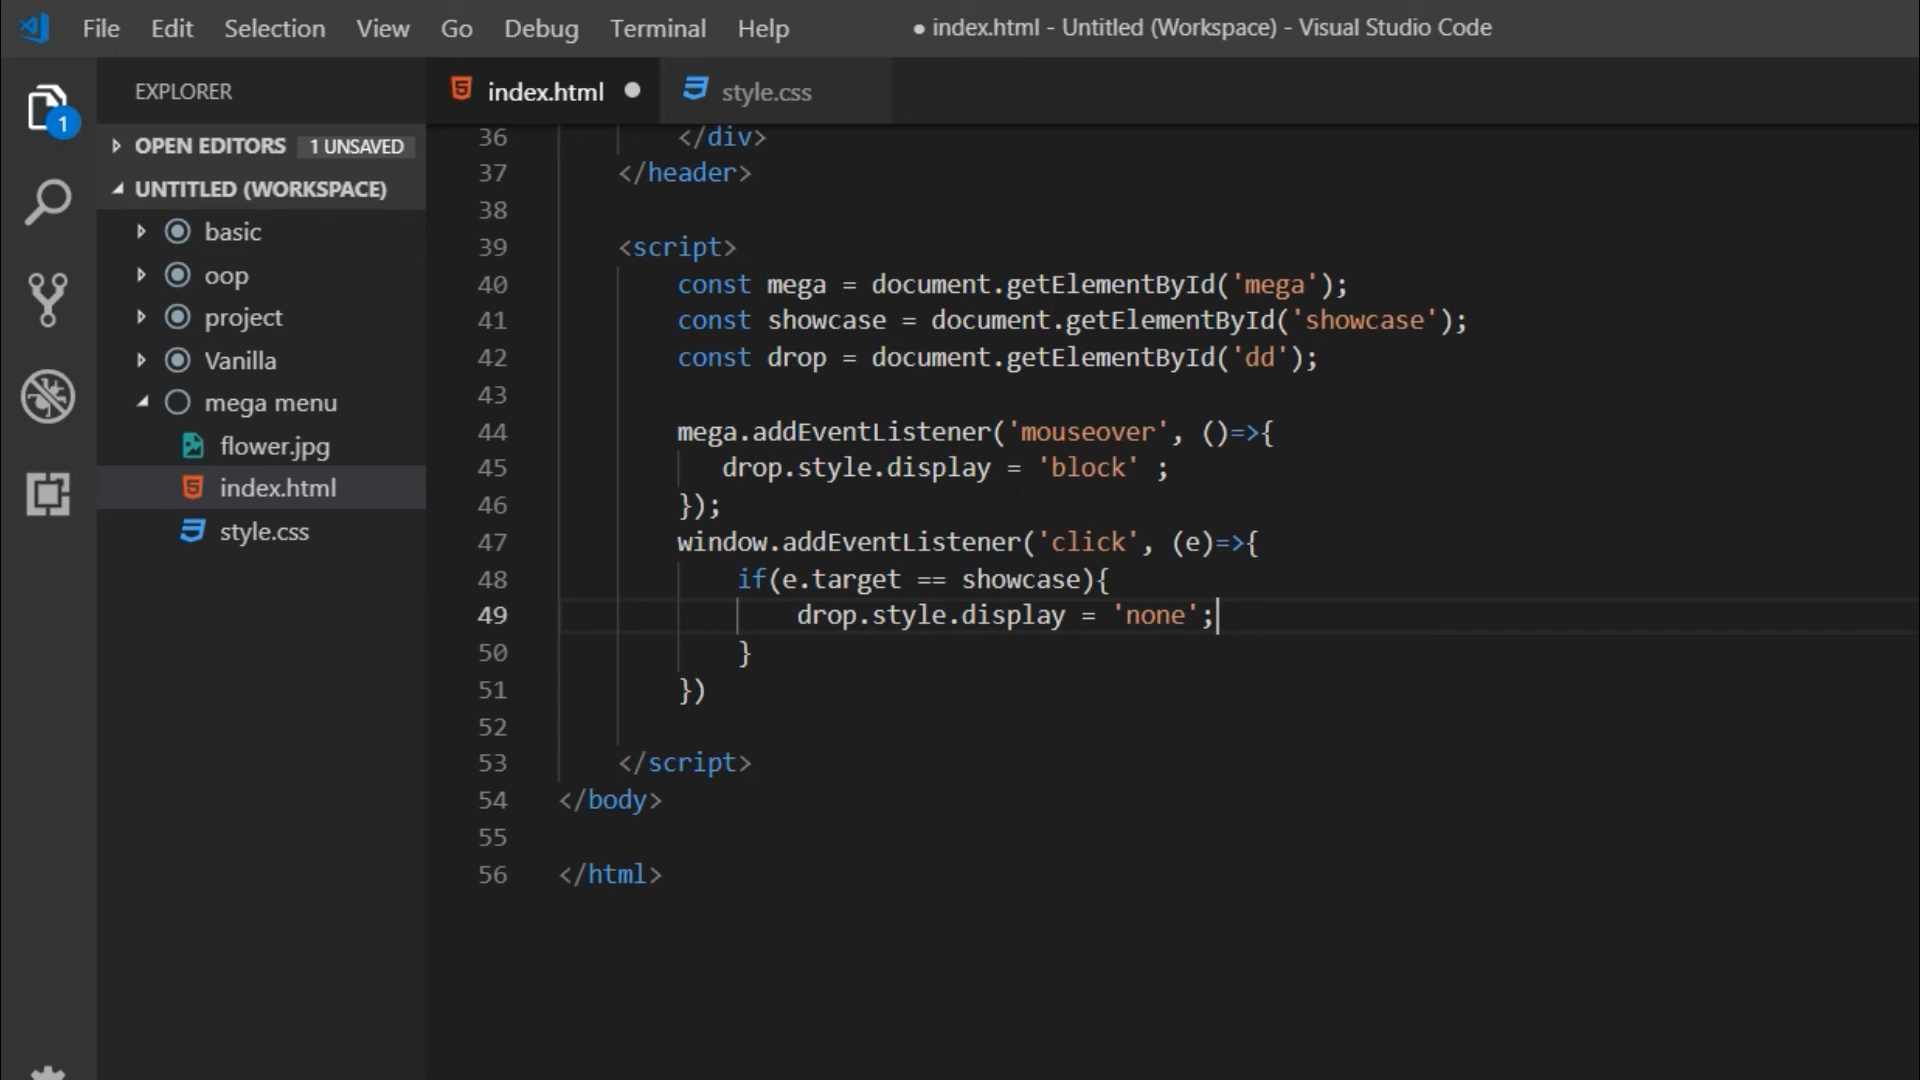 File Edit Selection View Go Debug Terminal Help
● index.html - Untitled (Workspace) - Visual Studio Code
EXPLORER
1
OPEN EDITORS 1 UNSAVED
UNTITLED (WORKSPACE)
basic
oop
project
Vanilla
mega menu
flower.jpg
index.html
style.css
index.html ●
style.css
36 </div>
37 </header>
38
39 <script>
40 const mega = document.getElementById('mega');
41 const showcase = document.getElementById('showcase');
42 const drop = document.getElementById('dd');
43
44 mega.addEventListener('mouseover', ()=>{
45 drop.style.display = 'block' ;
46 });
47 window.addEventListener('click', (e)=>{
48 if(e.target == showcase){
49 drop.style.display = 'none';
50 }
51 })
52
53 </script>
54 </body>
55
56 </html>